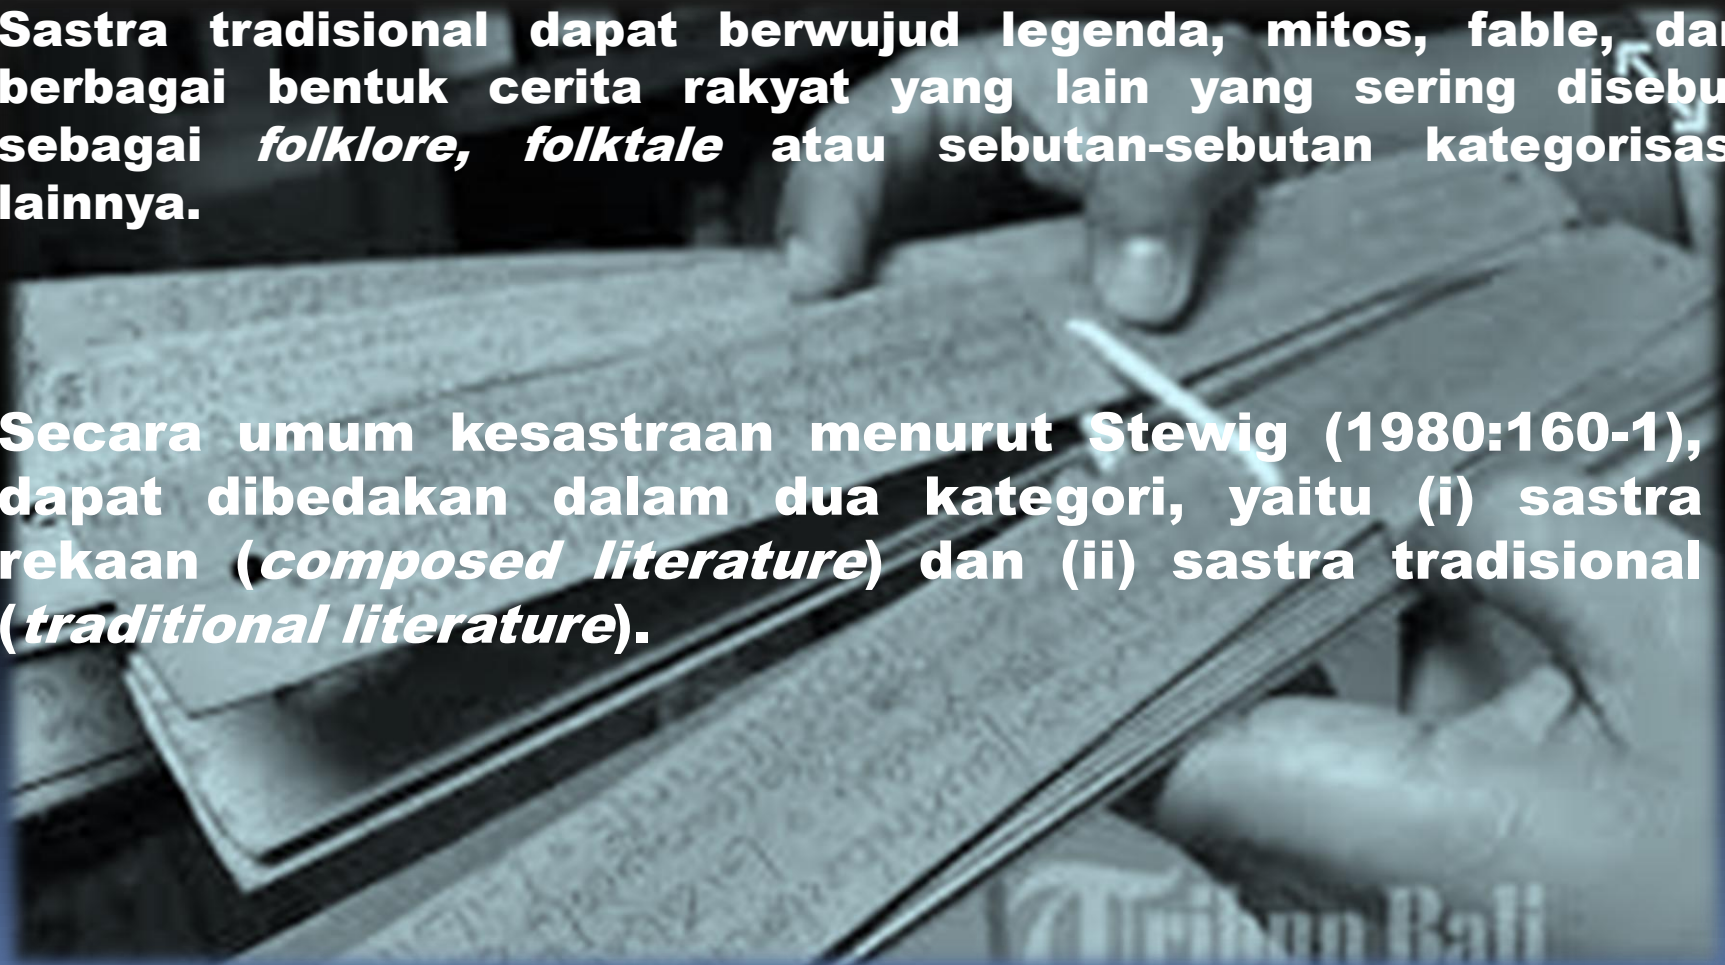 Sastra tradisional dapat berwujud legenda, mitos, fable, dan
berbagai bentuk cerita rakyat yang lain yang sering disebu
sebagai folklore, folktale atau sebutan-sebutan kategorisas
lainnya.
Secara umum kesastraan menurut Stewig (1980:160-1),
dapat dibedakan dalam dua kategori, yaitu (i) sastra
rekaan (composed literature) dan (ii) sastra tradisional
(traditional literature).
Tribun Bali